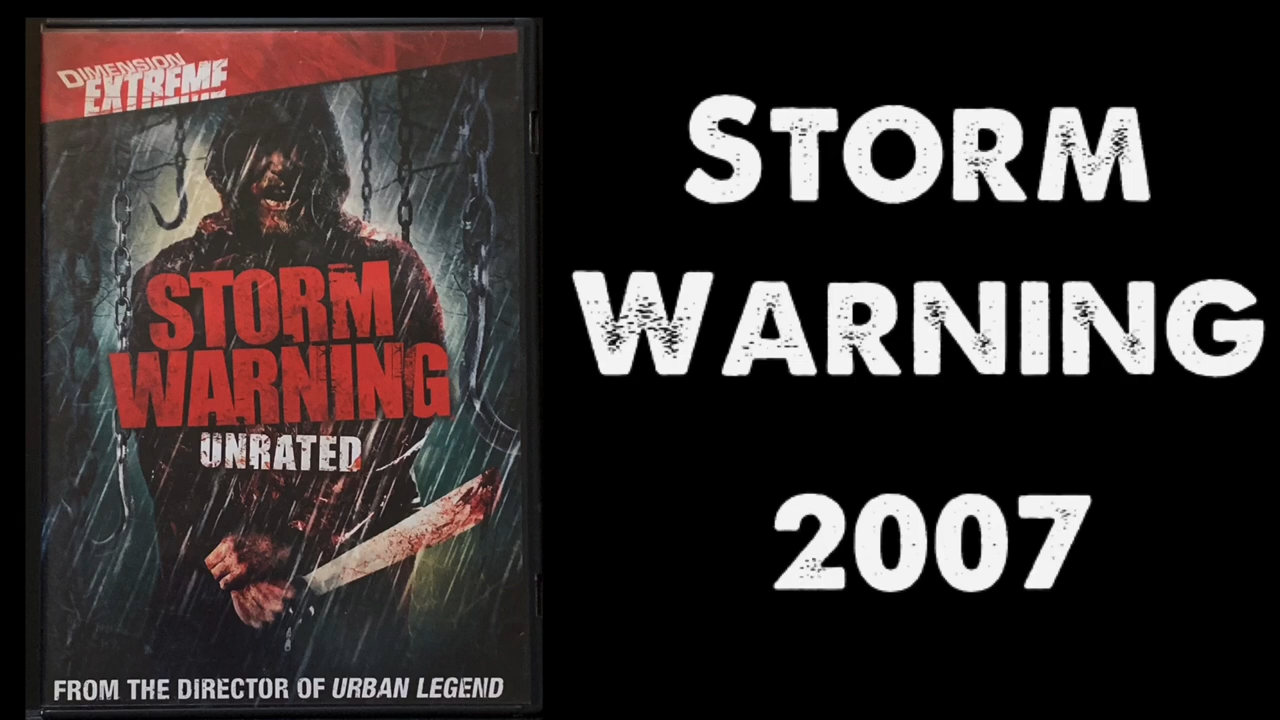 DIMENSION
EXTREME
STORM
WARNING
UNRATED
FROM THE DIRECTOR OF URBAN LEGEND
STORM
WARNING
2007